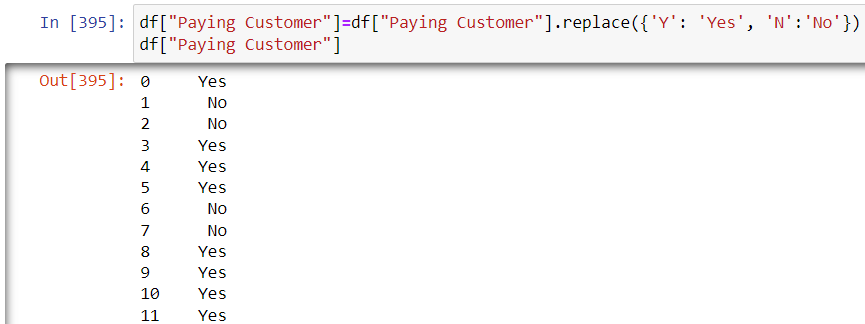 In [395]: df["Paying Customer"]=df["Paying Customer"].replace({'Y': 'Yes', 'N':'No'})
df["Paying Customer"]
Out[395]: 0 Yes
1 No
2 No
3 Yes
4 Yes
5 Yes
6 No
7 No
8 Yes
9 Yes
10 Yes
11 Yes